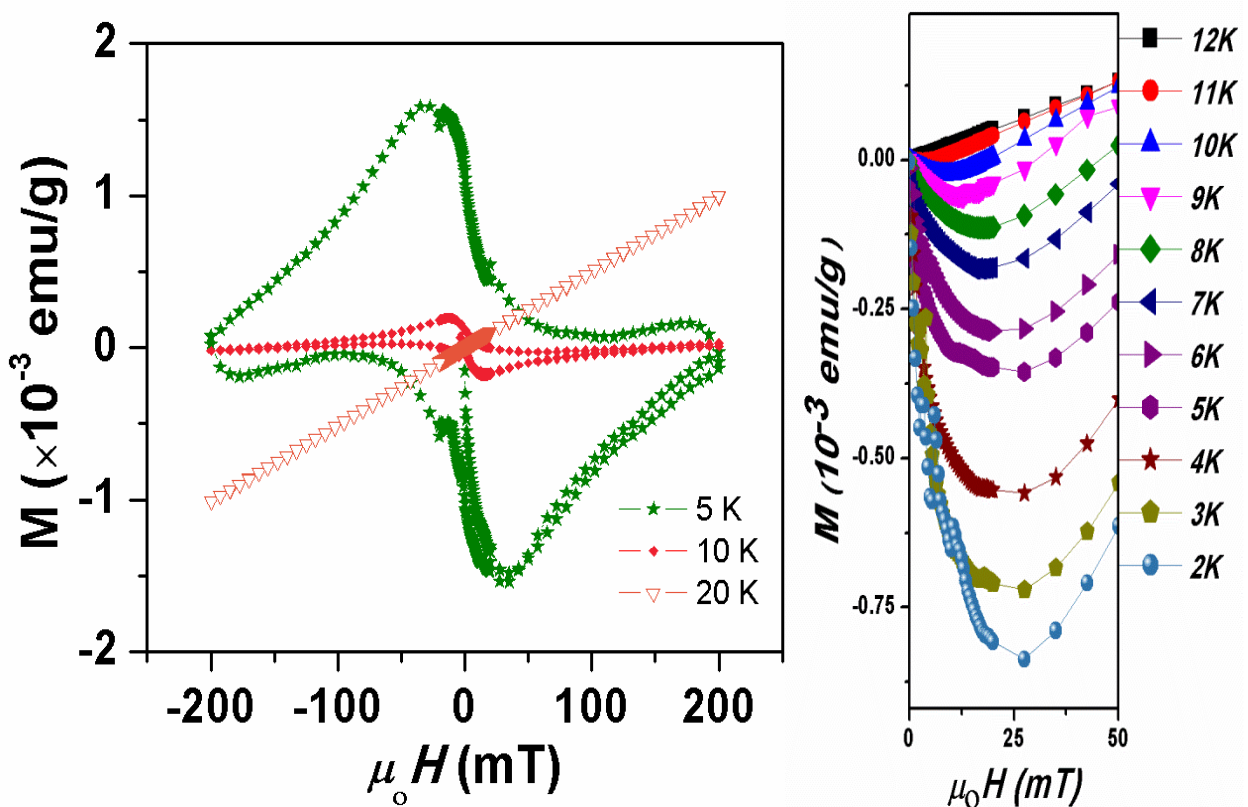 M (×10⁻³ emu/g)
2
1
0
-1
-2
-200
-100
0
100
200
μₒ H (mT)
5 K
10 K
20 K
M (10⁻³ emu/g)
0.00
-0.25
-0.50
-0.75
0
25
50
μ₀H (mT)
12K
11K
10K
9K
8K
7K
6K
5K
4K
3K
2K